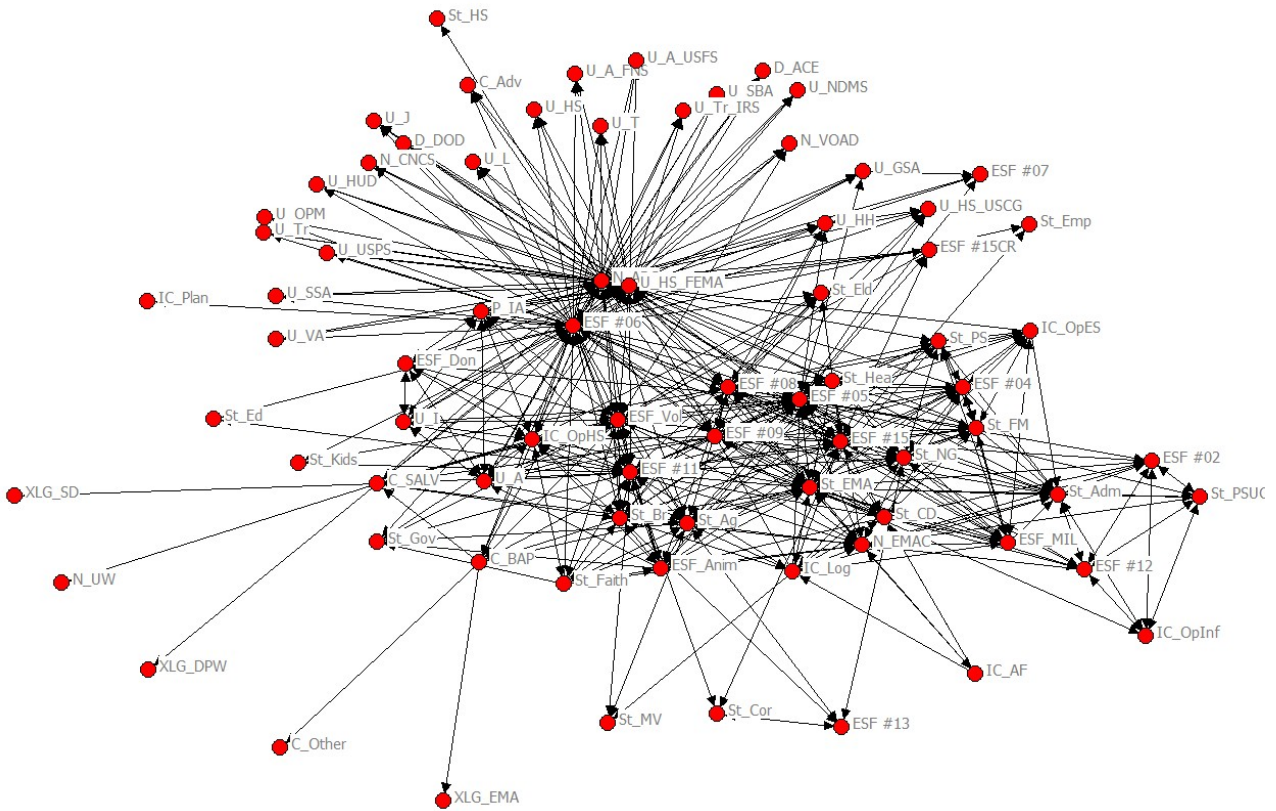 St_HS
U_A_USFS
U_A_FNS
D_ACE
C_Adv
U_SBA
U_NDMS
U_HS
U_Tr_IRS
U_J
U_T
D_DOD
N_VOAD
N_CNCS
U_L
U_GSA
ESF #07
U_HUD
U_HS_USCG
U_OPM
U_HH
St_Emp
U_Tr
U_USPS
ESF #15CR
U_HS_FEMA
St_Eld
U_SSA
IC_Plan
P_IA
ESF #06
IC_OpES
U_VA
St_PS
ESF_Don
St_Hea
ESF #08
ESF #04
ESF #05
St_Ed
U_I
ESF_Vol
St_FM
ESF #09
IC_OpHS
ESF #15
St_NG
ESF #02
St_Kids
ESF #11
U_A
C_SALV
St_EMA
XLG_SD
St_Adm
St_PSUC
St_Br
St_CD
St_Ag
St_Gov
ESF_MIL
N_EMAC
C_BAP
ESF_Anim
ESF #12
IC_Log
N_UW
St_Faith
IC_OpInf
XLG_DPW
IC_AF
St_Cor
St_MV
ESF #13
C_Other
XLG_EMA